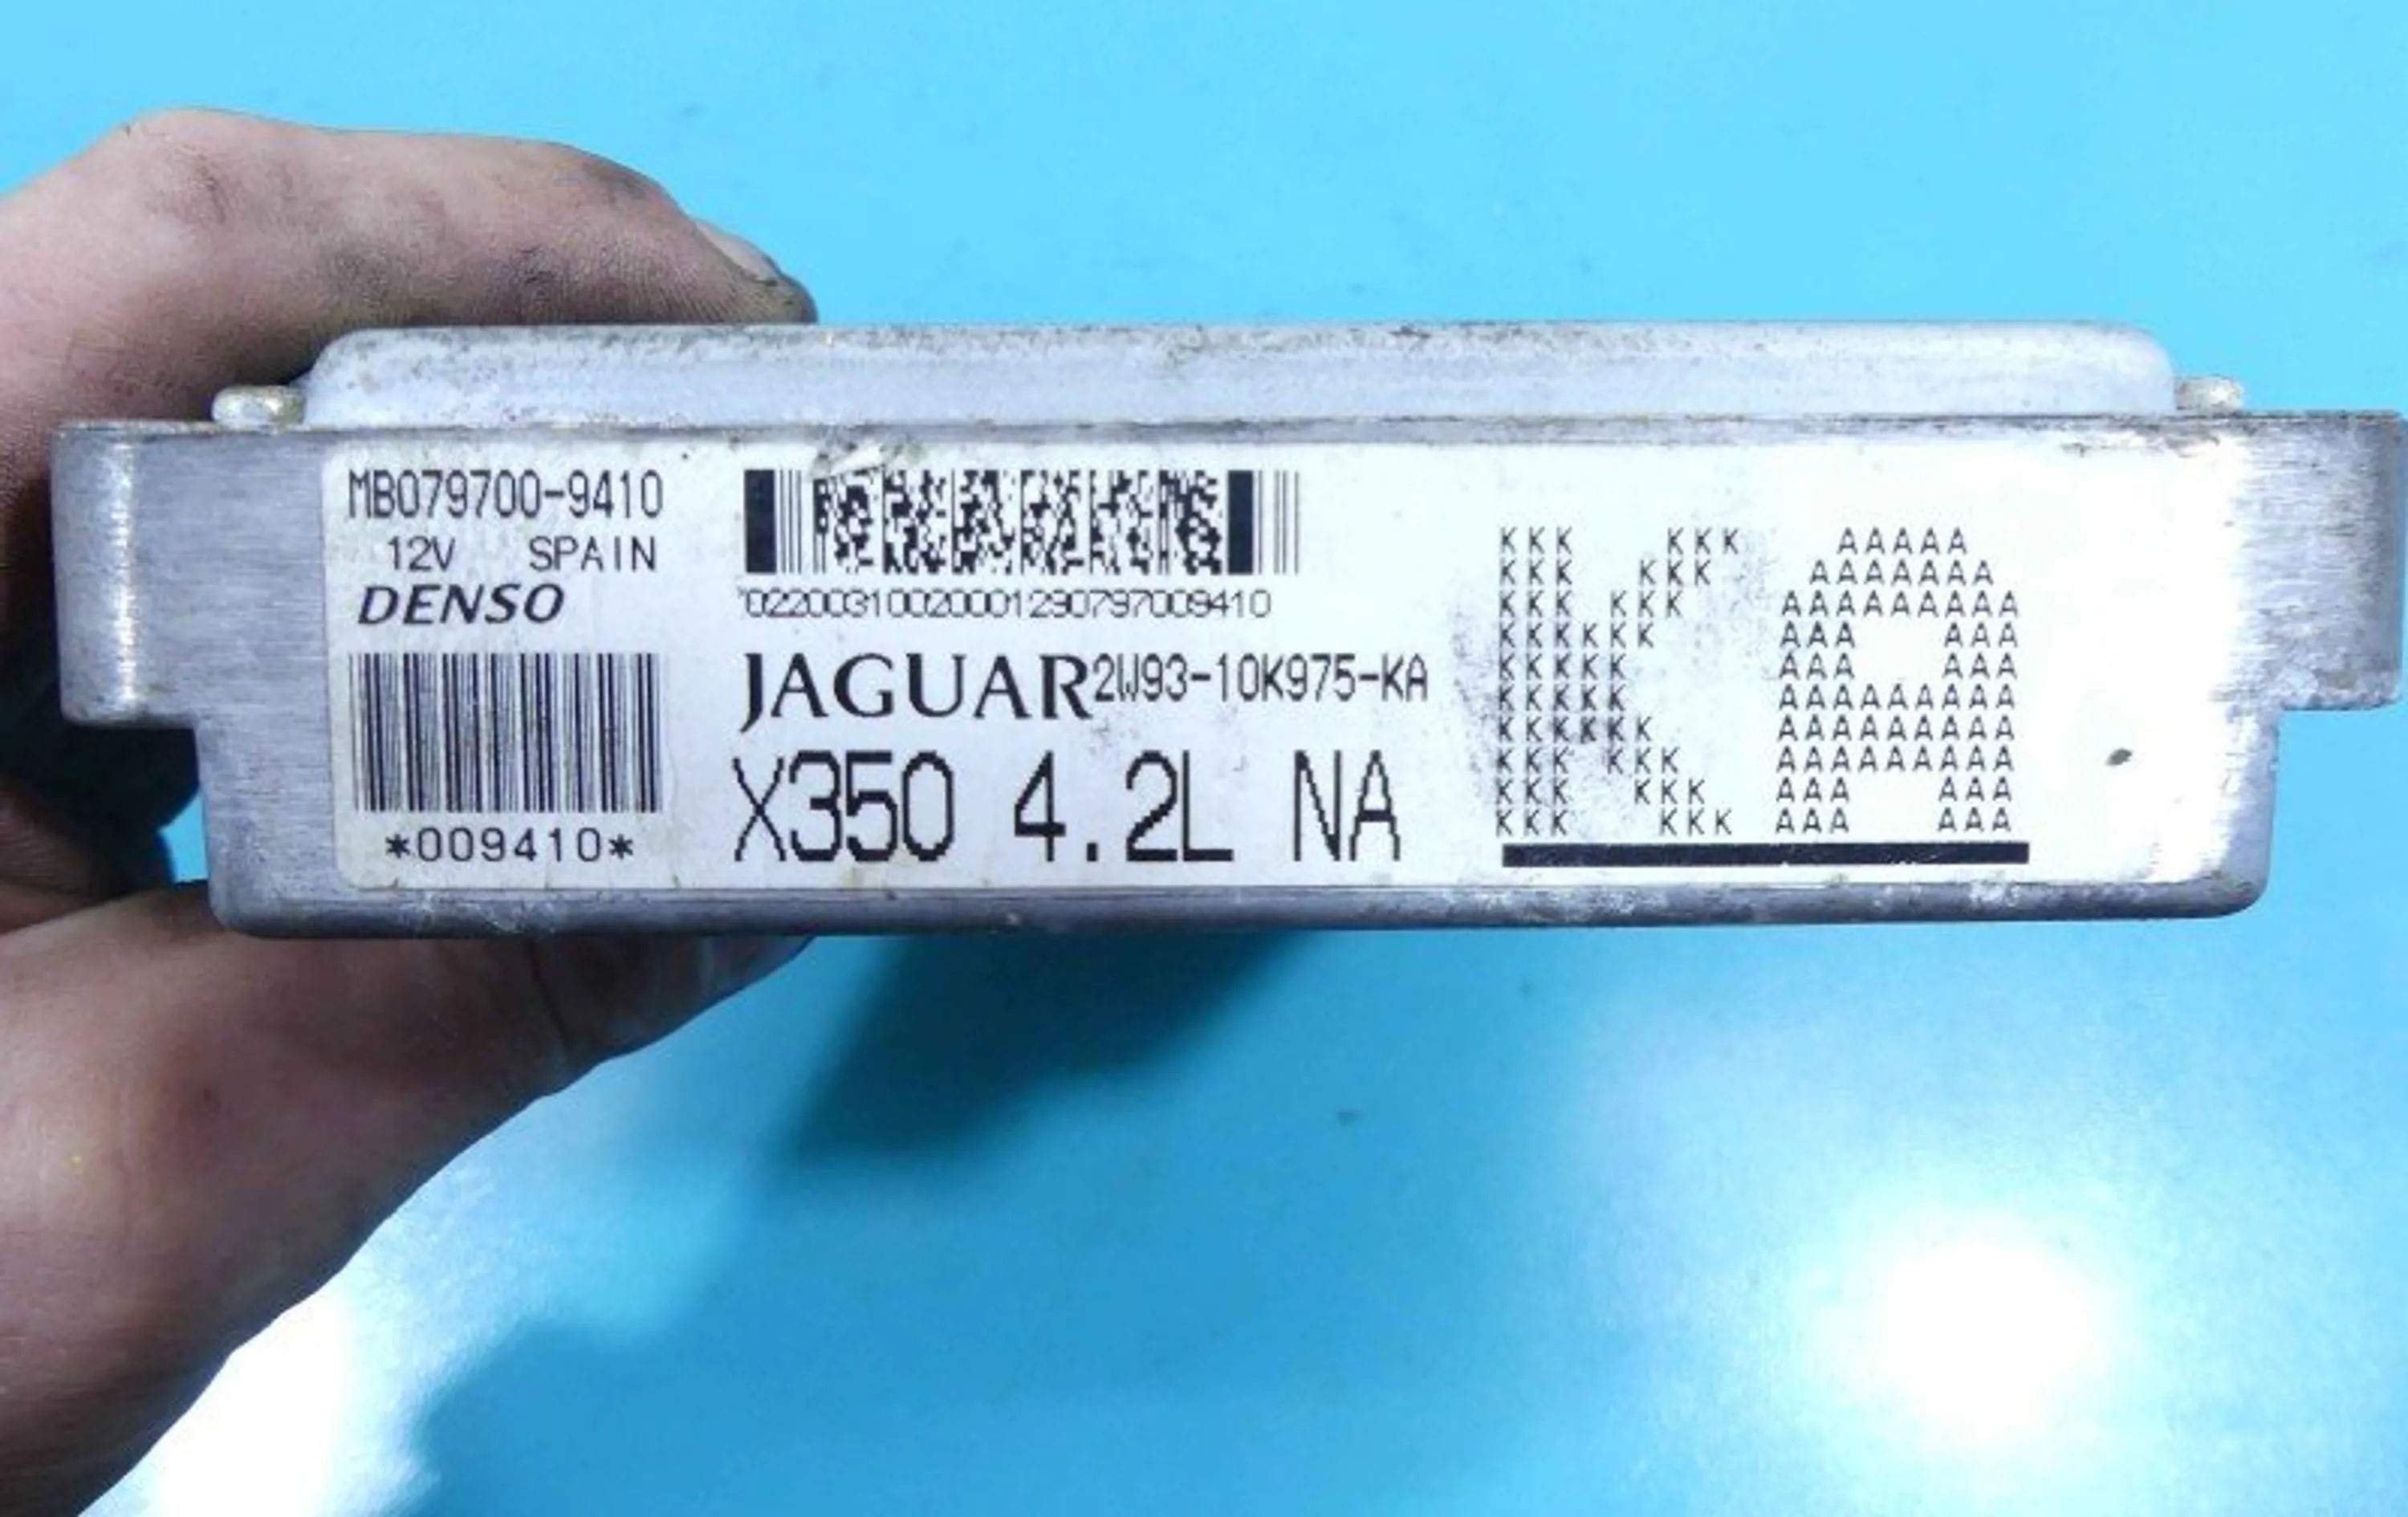 MB079700-9410
12V SPAIN
DENSO
*009410*
02200310020001290797009410
JAGUAR 2W93-10K975-KA
X350 4.2L NA
KKK KKK AAAAA
KKK KKK AAAAAAA
KKK KKK AAAAAAAAA
KKKKKK AAA AAA
KKKKK AAA AAA
KKKKK AAAAAAAAA
KKKKKK AAAAAAAAA
KKK KKK AAAAAAAAA
KKK KKK AAA AAA
KKK KKK AAA AAA